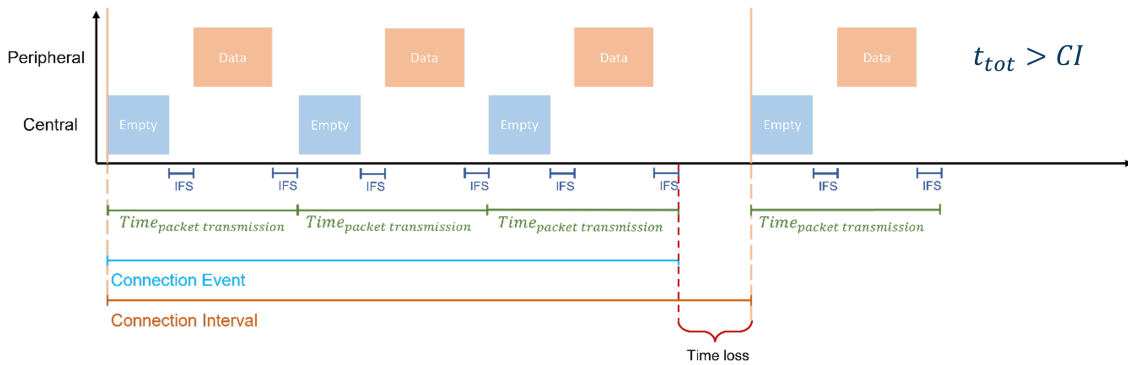 Peripheral
Data
Data
Data
Data
t_tot > CI
Central
Empty
Empty
Empty
Empty
IFS
IFS
IFS
IFS
IFS
IFS
IFS
IFS
Time_packet transmission
Time_packet transmission
Time_packet transmission
Time_packet transmission
Connection Event
Connection Interval
Time loss